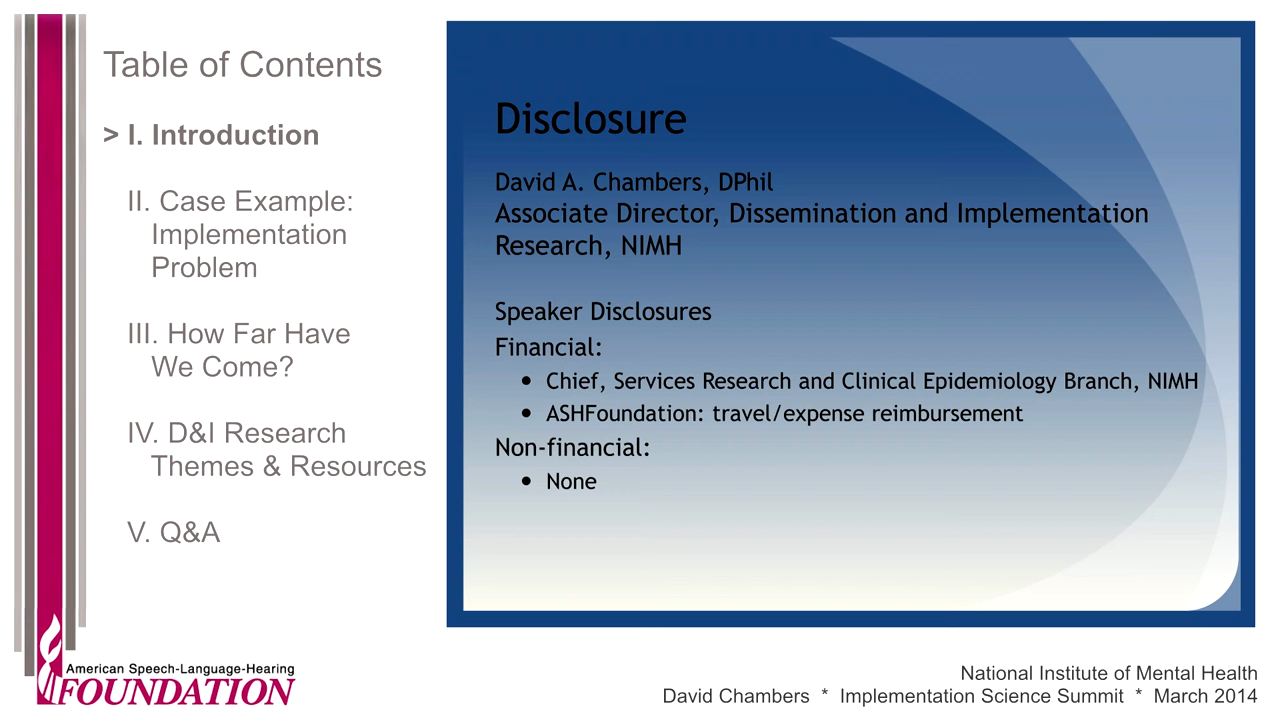 Table of Contents
> I. Introduction
II. Case Example:
Implementation
Problem
III. How Far Have
We Come?
IV. D&I Research
Themes & Resources
V. Q&A
Disclosure
David A. Chambers, DPhil
Associate Director, Dissemination and Implementation
Research, NIMH
Speaker Disclosures
Financial:
• Chief, Services Research and Clinical Epidemiology Branch, NIMH
• ASHFoundation: travel/expense reimbursement
Non-financial:
• None
American Speech-Language-Hearing
FOUNDATION
National Institute of Mental Health
David Chambers * Implementation Science Summit * March 2014